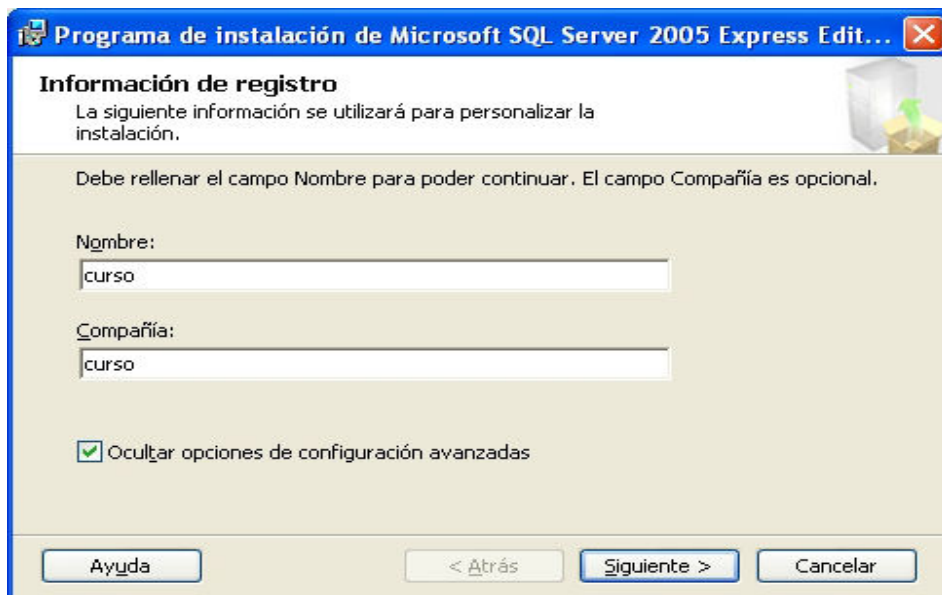 Programa de instalación de Microsoft SQL Server 2005 Express Edit...
Información de registro
La siguiente información se utilizará para personalizar la
instalación.
Debe rellenar el campo Nombre para poder continuar. El campo Compañía es opcional.
Nombre:
curso
Compañía:
curso
Ocultar opciones de configuración avanzadas
Ayuda
< Atrás
Siguiente >
Cancelar